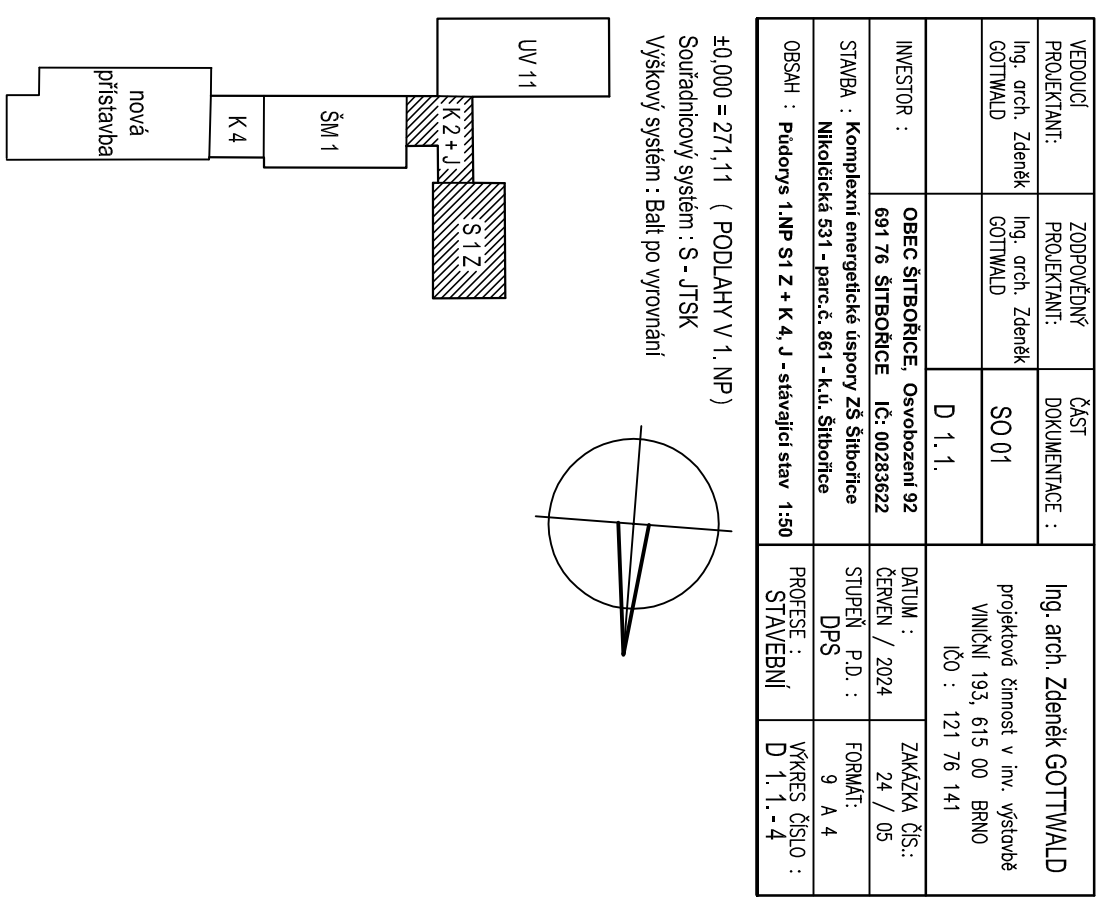 UV 11
K 2 + J
S 1 Z
ŠM 1
K 4
nová
přístavba
±0,000 = 271,11 ( PODLAHY V 1. NP )
Souřadnicový systém : S - JTSK
Výškový systém : Balt po vyrovnání
VEDOUCÍ
PROJEKTANT:
ZODPOVĚDNÝ
PROJEKTANT:
ČÁST
DOKUMENTACE :
Ing. arch. Zdeněk
GOTTWALD
Ing. arch. Zdeněk
GOTTWALD
SO 01
D 1. 1.
Ing. arch. Zdeněk GOTTWALD
projektová činnost v inv. výstavbě
VINIČNÍ 193, 615 00 BRNO
IČO : 121 76 141
INVESTOR :
OBEC ŠITBOŘICE, Osvobození 92
691 76 ŠITBOŘICE IČ: 00283622
DATUM :
ČERVEN / 2024
ZAKÁZKA ČÍS.:
24 / 05
STAVBA : Komplexní energetické úspory ZŠ Šitbořice
Nikolčická 531 - parc.č. 861 - k.ú. Šitbořice
STUPEŇ P.D. :
DPS
FORMÁT:
9 A 4
OBSAH : Půdorys 1.NP S1 Z + K 4, J - stávající stav 1:50
PROFESE :
STAVEBNÍ
VÝKRES ČÍSLO :
D 1. 1. - 4